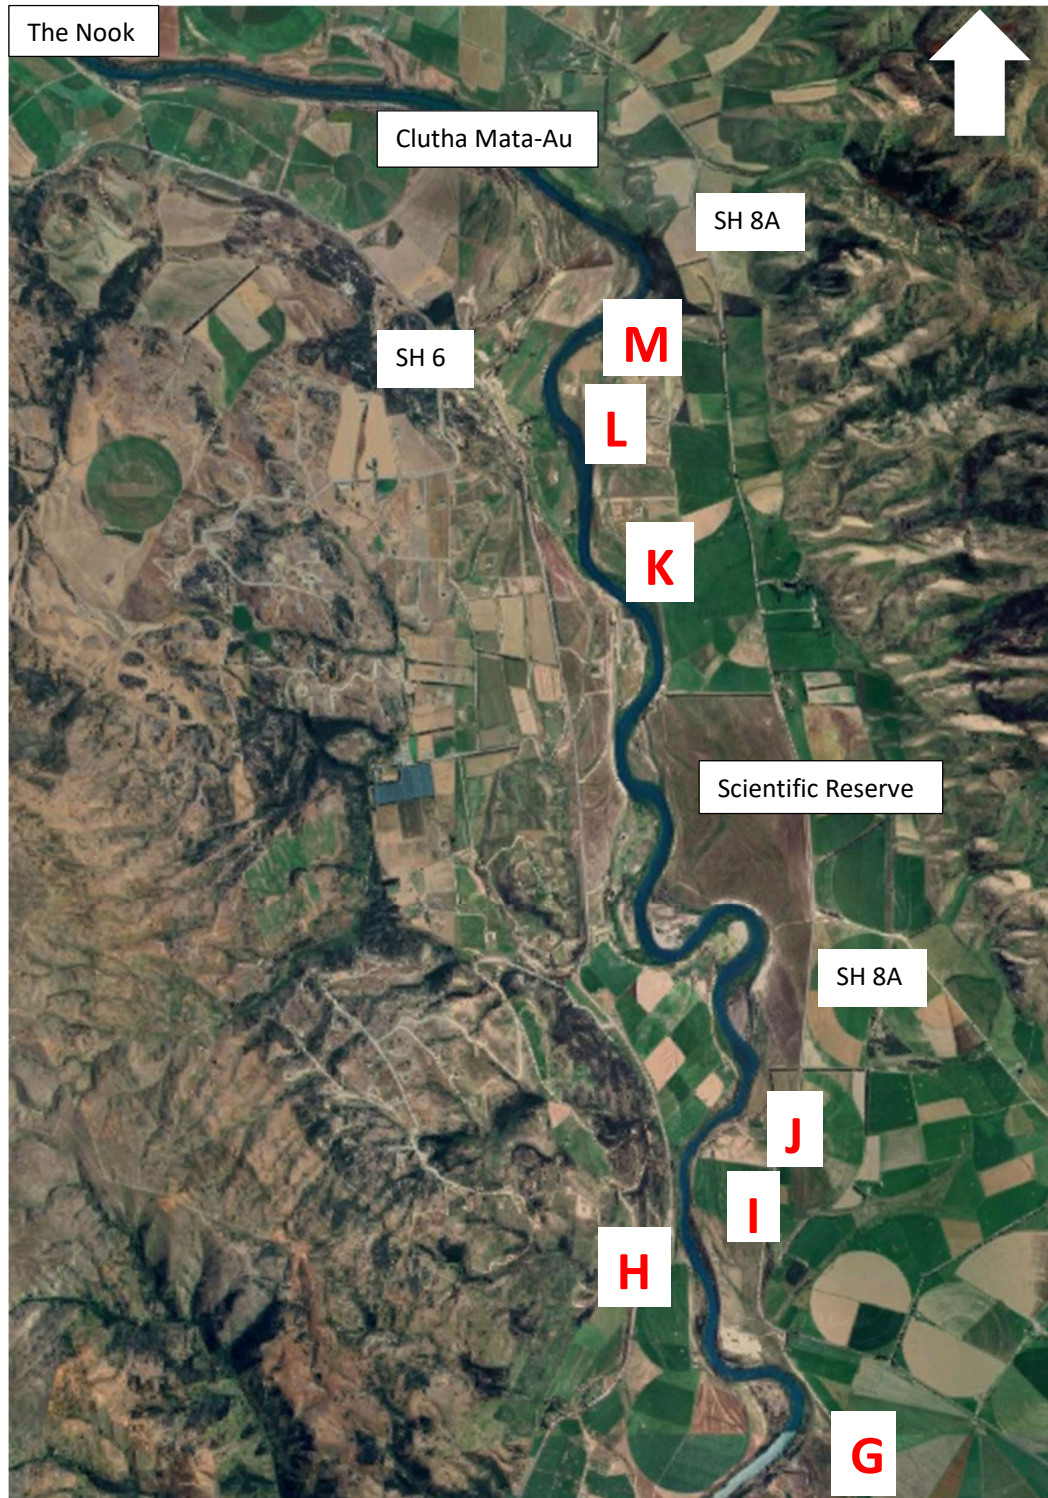 The Nook
Clutha Mata-Au
SH 8A
M
SH 6
L
K
Scientific Reserve
SH 8A
J
I
H
G